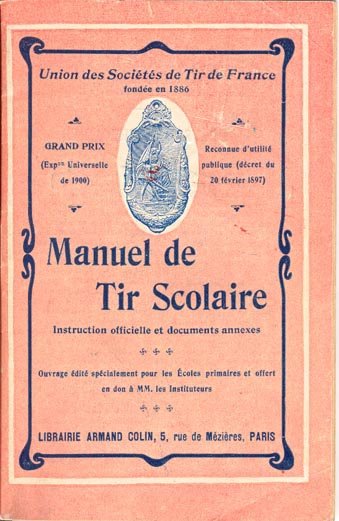 Union des Sociétés de Tir de France
fondée en 1886
GRAND PRIX
(Expon Universelle
de 1900)
Reconnue d'utilité
publique (décret du
20 février 1897)
Manuel de
Tir Scolaire
Instruction officielle et documents annexes
Ouvrage édité spécialement pour les Écoles primaires et offert
en don à MM. les Instituteurs
LIBRAIRIE ARMAND COLIN, 5, rue de Mézières, PARIS